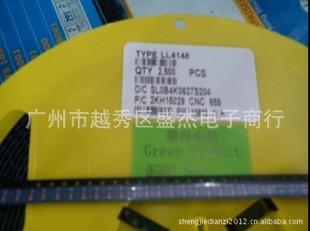 TYPE LL4148
QTY 2,500 PCS
D/C SL0B4K0627S204
P/C 2KH15029 CNC 559
广州市越秀区盛杰电子商行
Green Product
shengjiedianzi2012.cn.alibaba.com